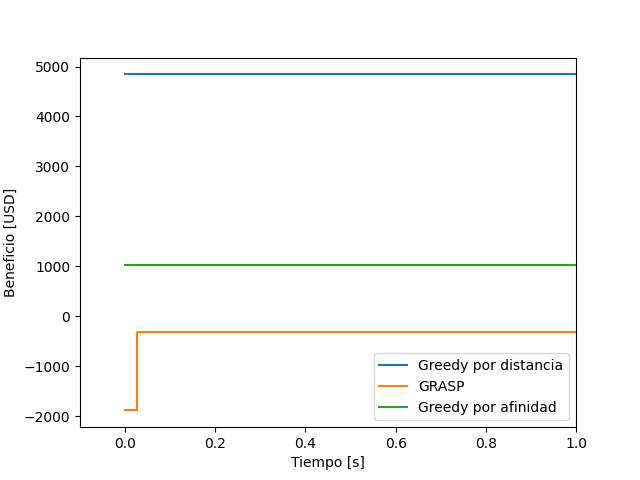 5000
4000
3000
2000
1000
0
−1000
−2000
Beneficio [USD]
Greedy por distancia
GRASP
Greedy por afinidad
0.0 0.2 0.4 0.6 0.8 1.0
Tiempo [s]